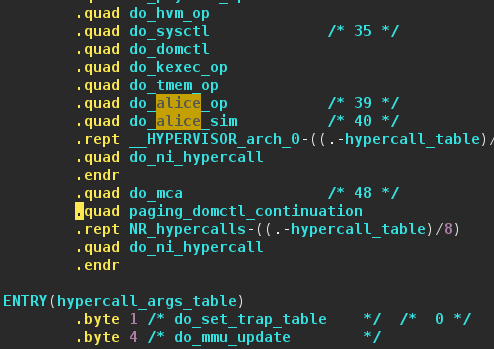 .quad do_hvm_op
.quad do_sysctl /* 35 */
.quad do_domctl
.quad do_kexec_op
.quad do_tmem_op
.quad do_alice_op /* 39 */
.quad do_alice_sim /* 40 */
.rept __HYPERVISOR_arch_0-((.-hypercall_table)/
.quad do_ni_hypercall
.endr
.quad do_mca /* 48 */
.quad paging_domctl_continuation
.rept NR_hypercalls-((.-hypercall_table)/8)
.quad do_ni_hypercall
.endr
ENTRY(hypercall_args_table)
.byte 1 /* do_set_trap_table */ /* 0 */
.byte 4 /* do_mmu_update */